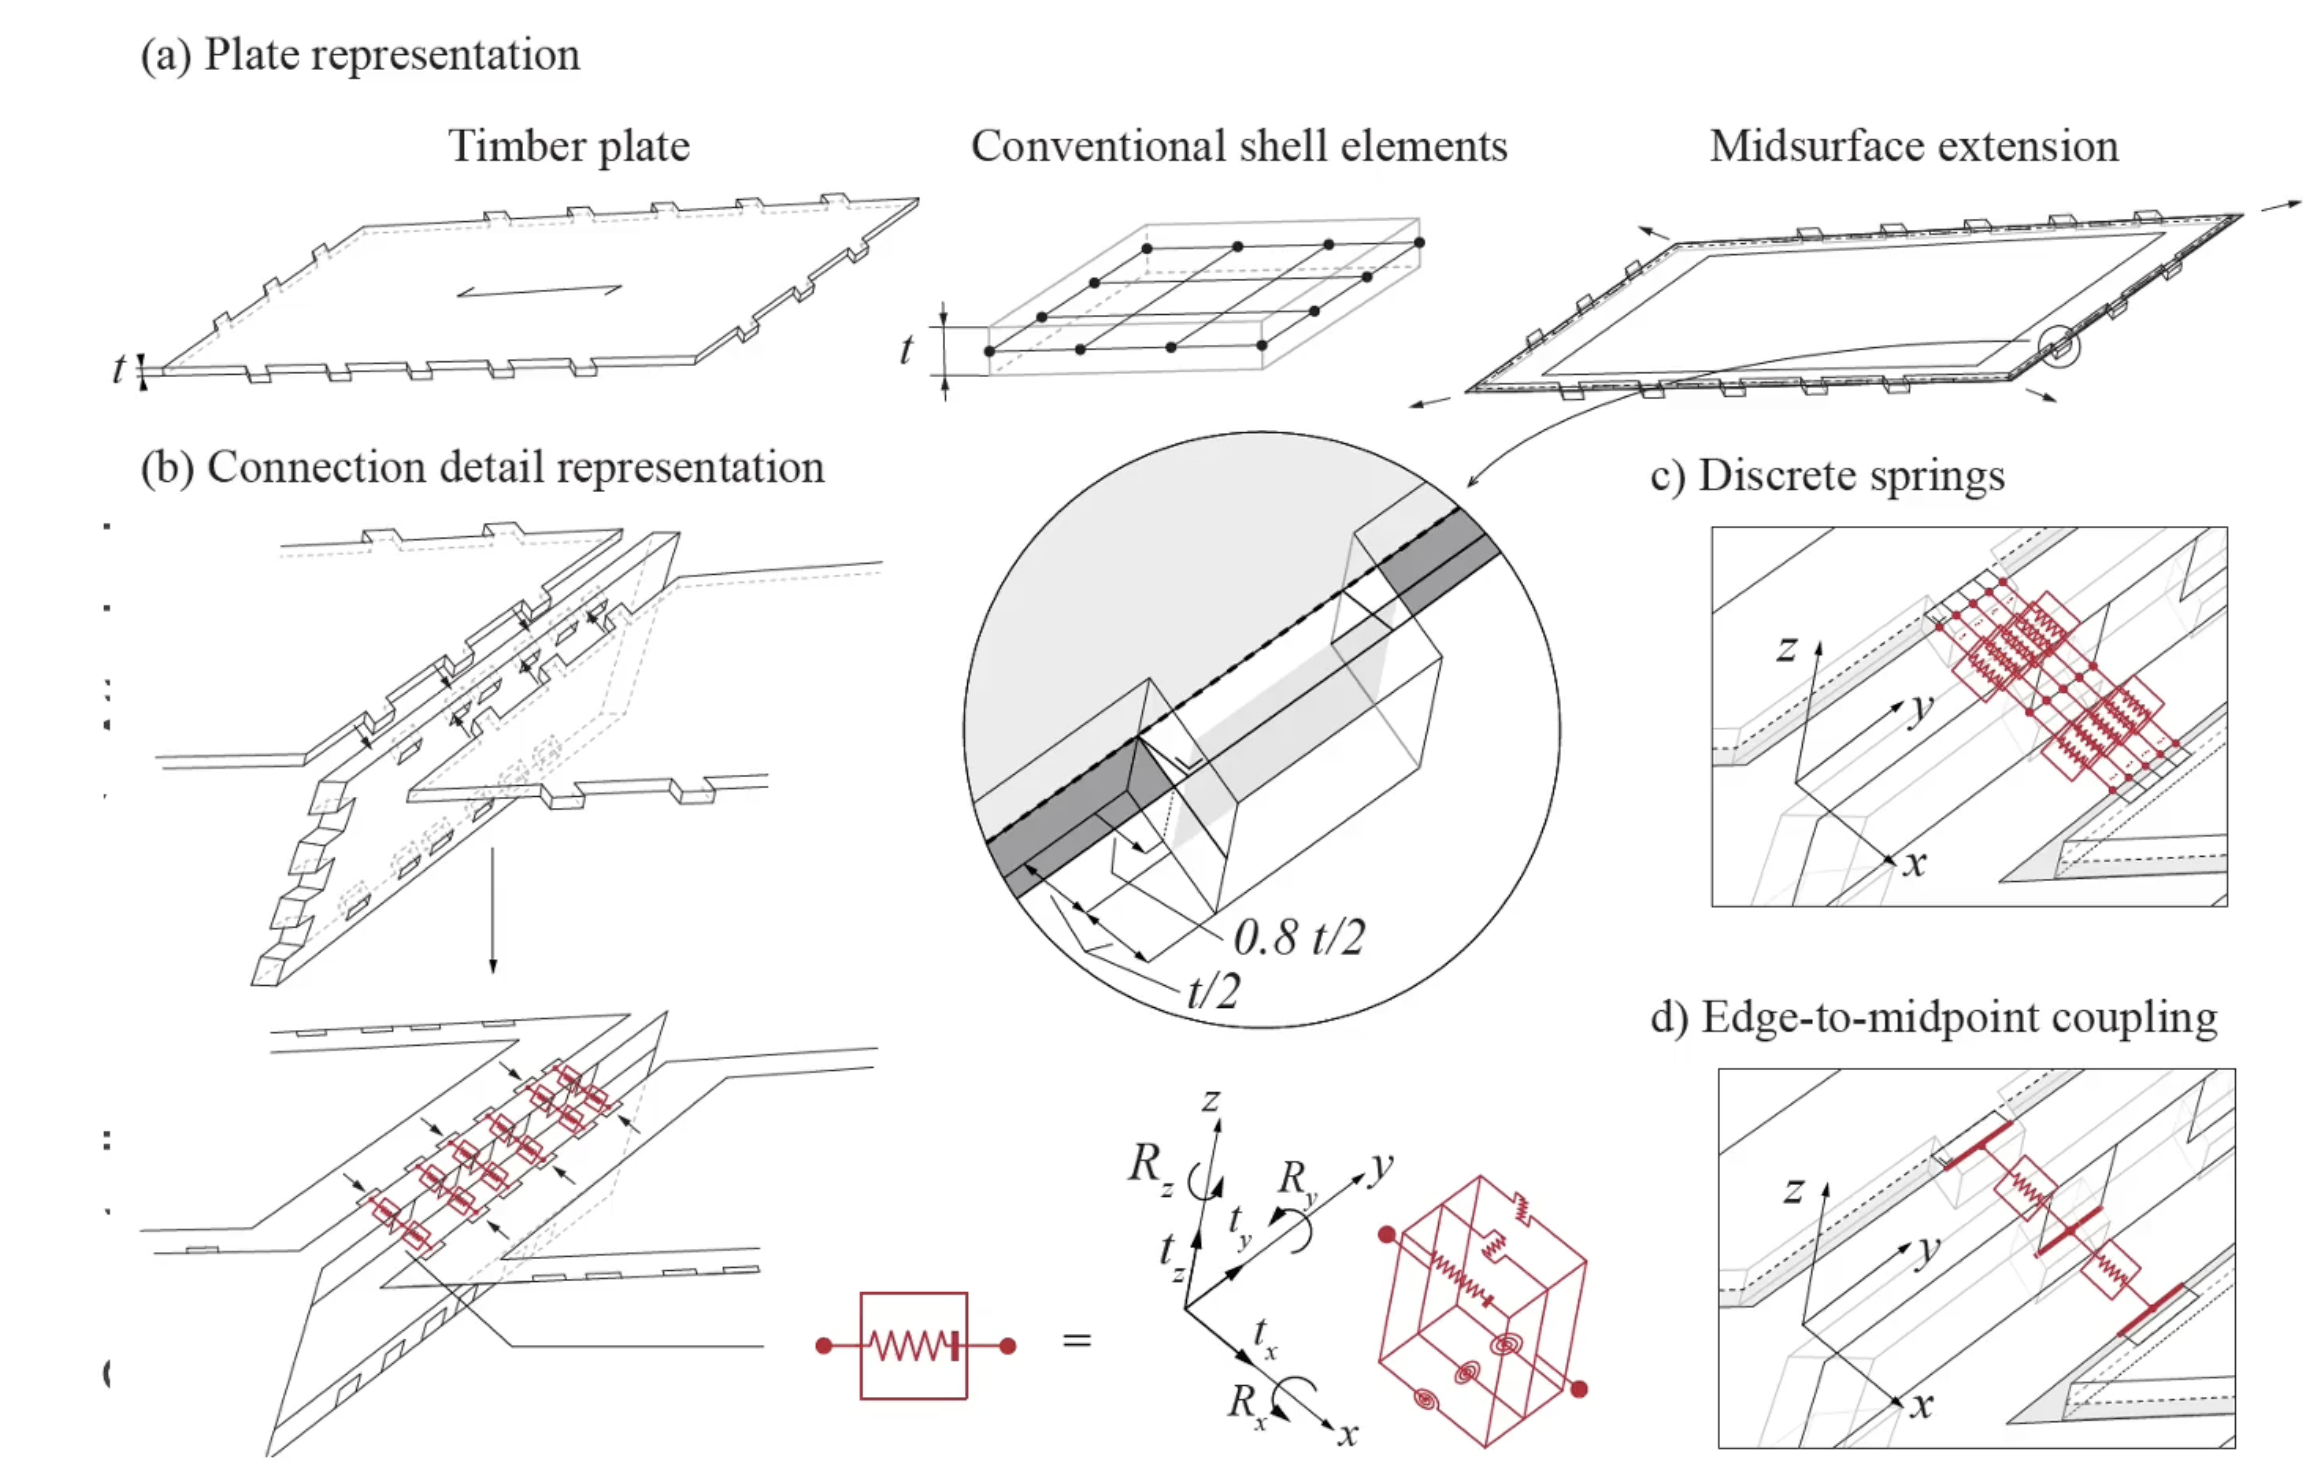 (a) Plate representation
Timber plate
Conventional shell elements
Midsurface extension
t
t
(b) Connection detail representation
c) Discrete springs
z
y
x
0.8 t/2
t/2
d) Edge-to-midpoint coupling
z
y
x
z
R_z
R_y
y
t_y
t_z
t_x
R_x
x
=